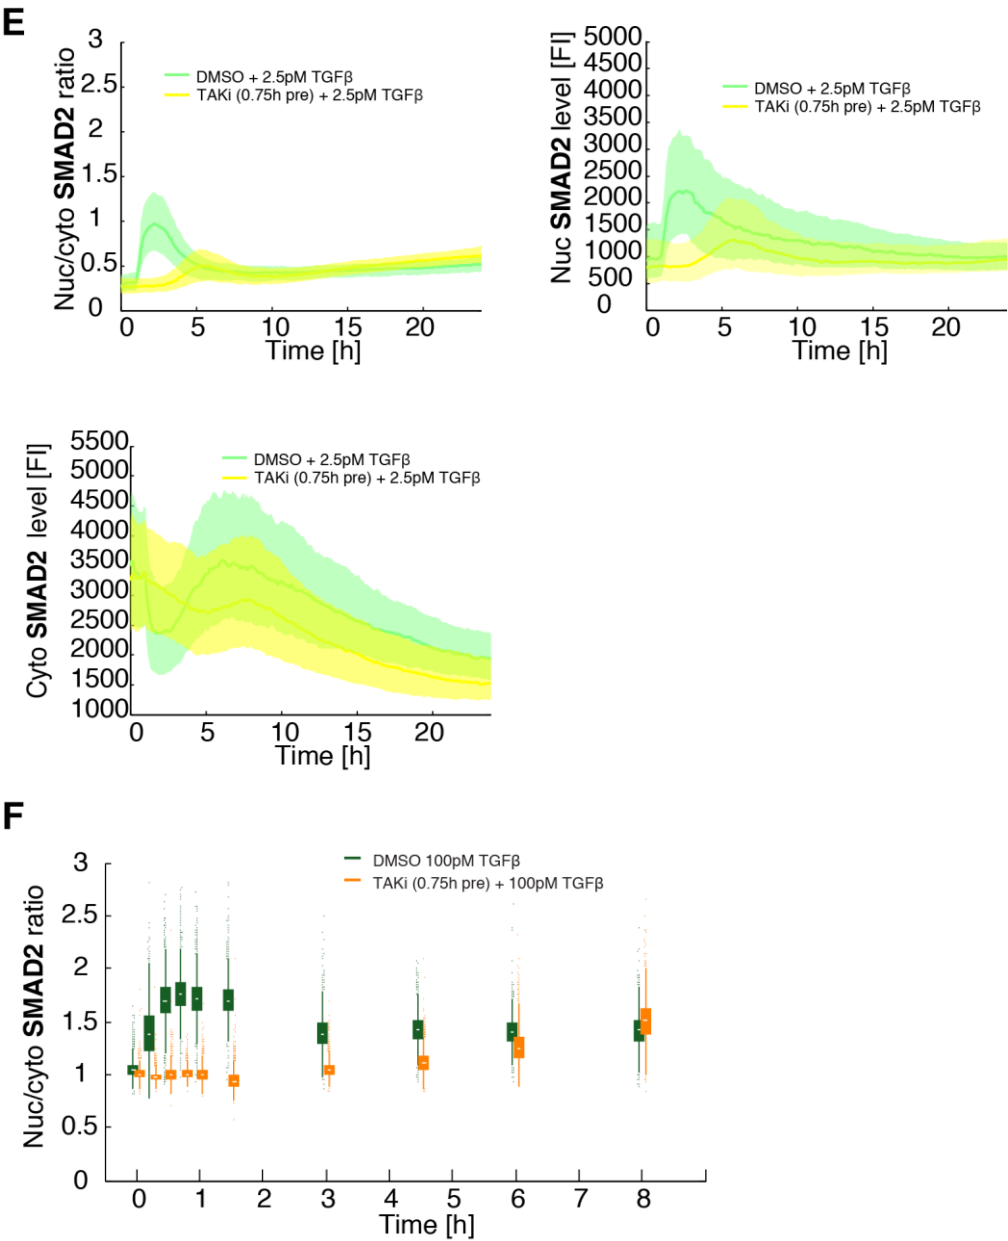 E
Nuc/cyto SMAD2 ratio
3
2.5
2
1.5
1
0.5
0
DMSO + 2.5pM TGFβ
TAKi (0.75h pre) + 2.5pM TGFβ
0 5 10 15 20
Time [h]
Nuc SMAD2 level [FI]
5000
4500
4000
3500
3000
2500
2000
1500
1000
500
0
DMSO + 2.5pM TGFβ
TAKi (0.75h pre) + 2.5pM TGFβ
0 5 10 15 20
Time [h]
Cyto SMAD2 level [FI]
5500
5000
4500
4000
3500
3000
2500
2000
1500
1000
DMSO + 2.5pM TGFβ
TAKi (0.75h pre) + 2.5pM TGFβ
0 5 10 15 20
Time [h]
F
Nuc/cyto SMAD2 ratio
3
2.5
2
1.5
1
0.5
0
DMSO 100pM TGFβ
TAKi (0.75h pre) + 100pM TGFβ
0 1 2 3 4 5 6 7 8
Time [h]